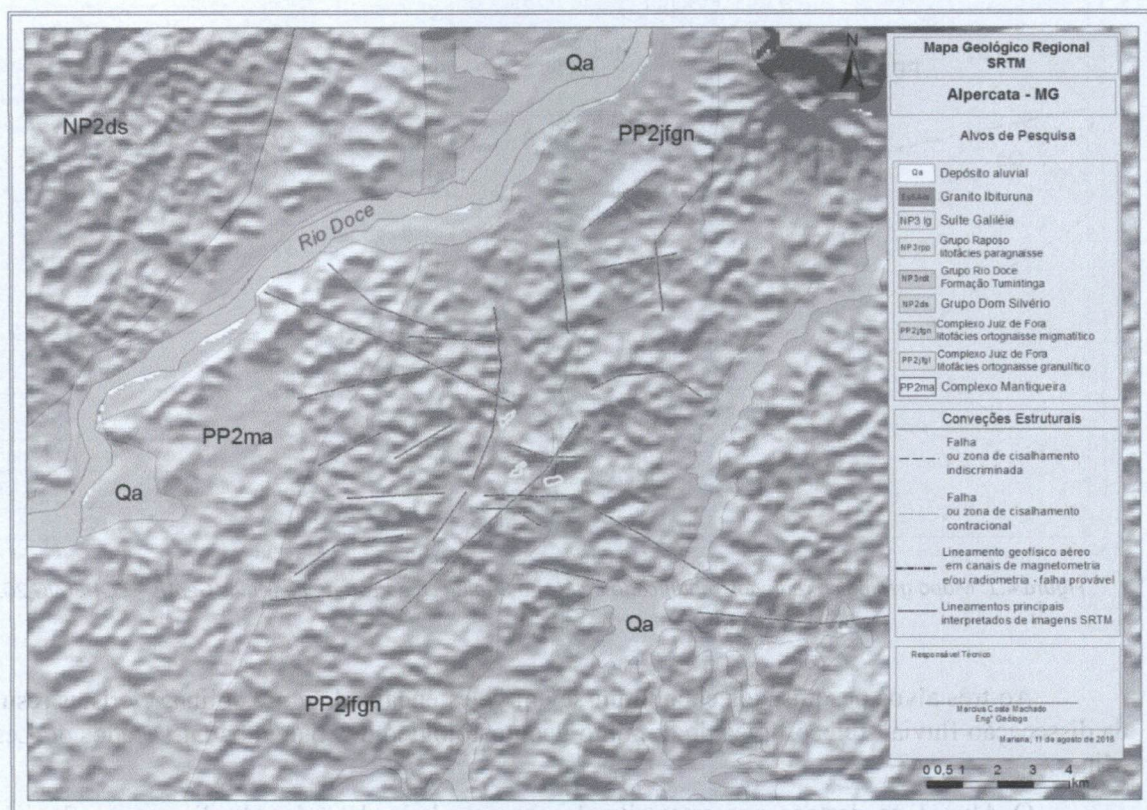 Qa
NP2ds
PP2jfgn
Rio Doce
PP2ma
Qa
Qa
PP2jfgn
N
Mapa Geológico Regional
SRTM
Alpercata - MG
Alvos de Pesquisa
Qa Depósito aluvial
Granito Ibituruna
NP3 lg Suíte Galiléia
NP3rpp Grupo Raposo
litofácies paragnaisse
NP3rdt Grupo Rio Doce
Formação Tumiritinga
NP2ds Grupo Dom Silvério
PP2jfgn Complexo Juiz de Fora
litofácies ortognaisse migmatítico
PP2jfgl Complexo Juiz de Fora
litofácies ortognaisse granulítico
PP2ma Complexo Mantiqueira
Conveções Estruturais
Falha
ou zona de cisalhamento
indiscriminada
Falha
ou zona de cisalhamento
contracional
Lineamento geofísico aéreo
em canais de magnetometria
e/ou radiometria - falha provável
Lineamentos principais
interpretados de imagens SRTM
Responsável Técnico
Costa Machado
Engº Geólogo
Mariana, 11 de agosto de
0 0,5 1 2 3 4
km